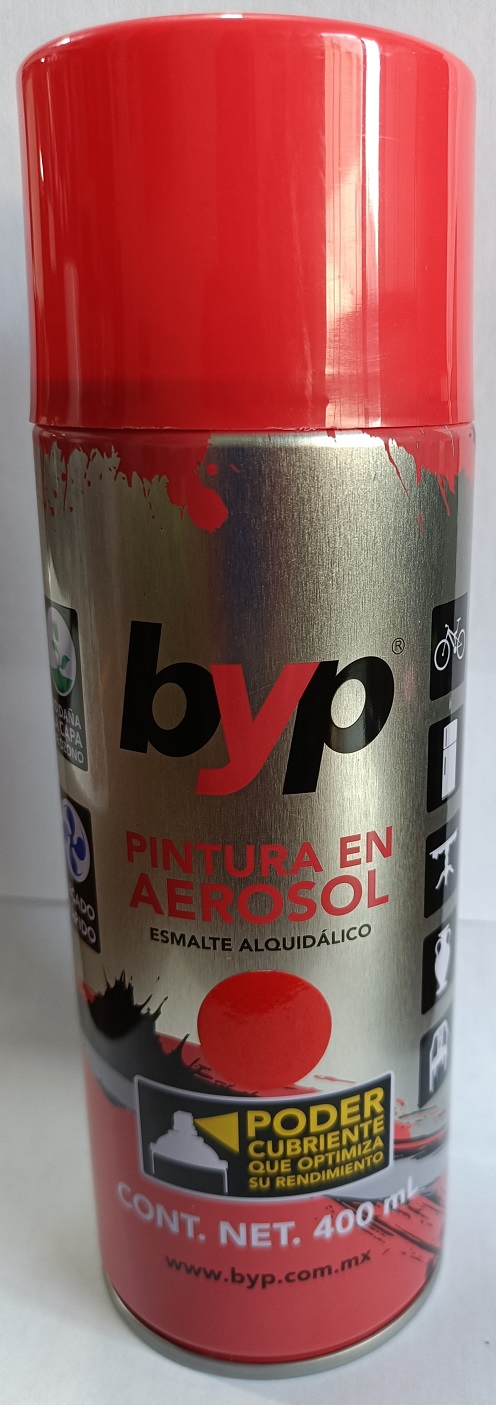 byp®
PINTURA EN
AEROSOL
ESMALTE ALQUIDÁLICO
PODER
CUBRIENTE
QUE OPTIMIZA
SU RENDIMIENTO
CONT. NET. 400 mL
www.byp.com.mx